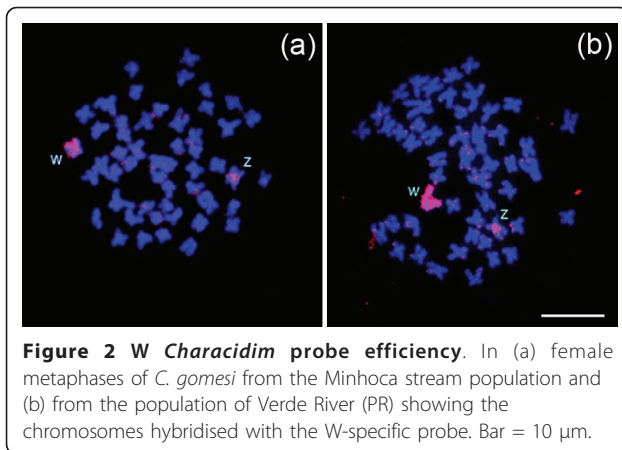 (a)
(b)
W
Z
W
Z
Figure 2 W Characidim probe efficiency. In (a) female
metaphases of C. gomesi from the Minhoca stream population and
(b) from the population of Verde River (PR) showing the
chromosomes hybridised with the W-specific probe. Bar = 10 μm.